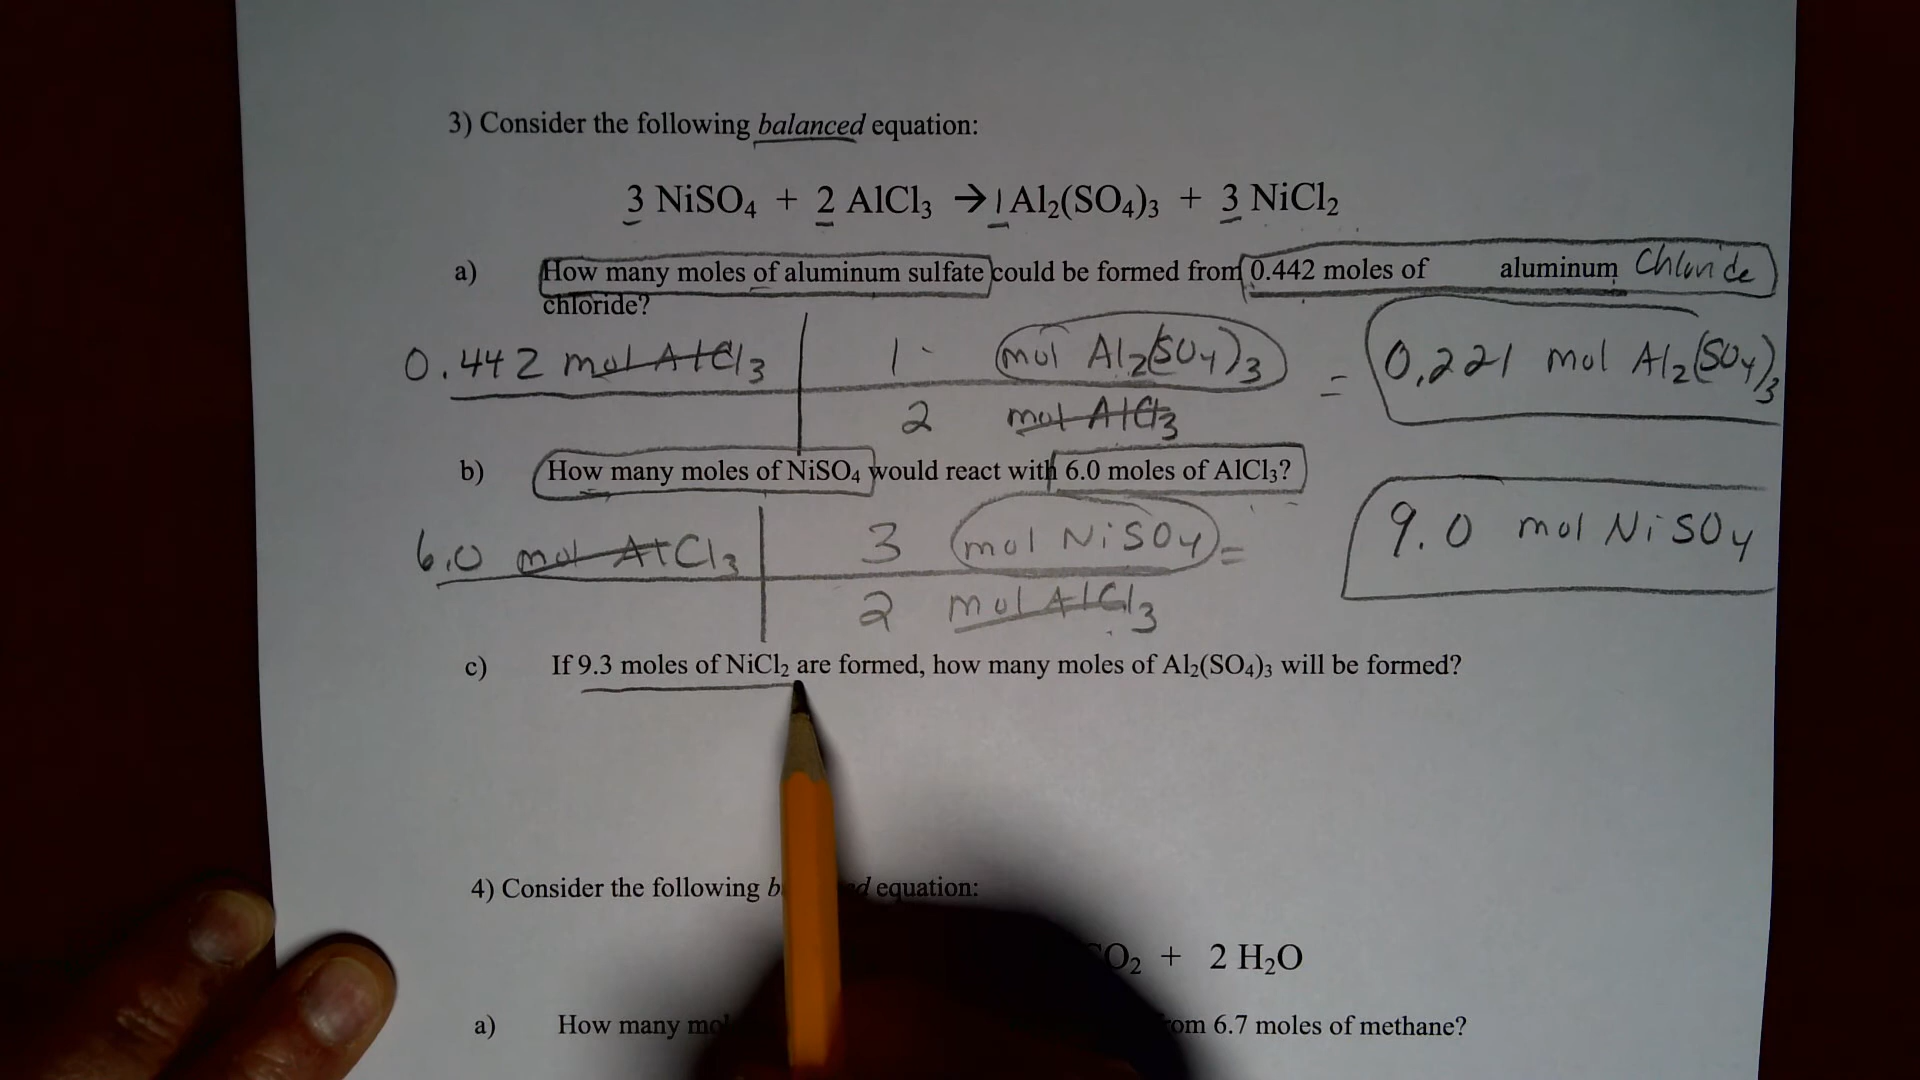 3) Consider the following balanced equation:
3 NiSO₄ + 2 AlCl₃ → 1 Al₂(SO₄)₃ + 3 NiCl₂
a) How many moles of aluminum sulfate could be formed from 0.442 moles of aluminum Chloride
chloride?
0.442 mol AlCl₃ 1 mol Al₂(SO₄)₃ = 0.221 mol Al₂(SO₄)₃
2 mol AlCl₃
b) How many moles of NiSO₄ would react with 6.0 moles of AlCl₃?
6.0 mol AlCl₃ 3 mol NiSO₄ = 9.0 mol NiSO₄
2 mol AlCl₃
c) If 9.3 moles of NiCl₂ are formed, how many moles of Al₂(SO₄)₃ will be formed?
4) Consider the following equation:
O₂ + 2 H₂O
a) How many 6.7 moles of methane?